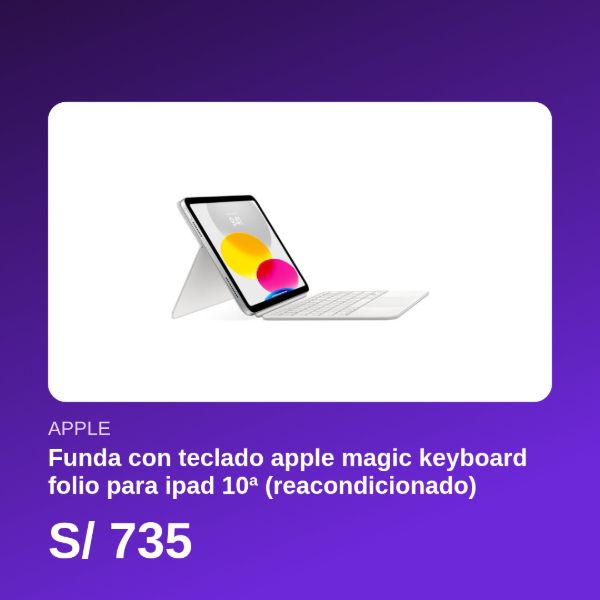 APPLE
Funda con teclado apple magic keyboard
folio para ipad 10ª (reacondicionado)
S/ 735